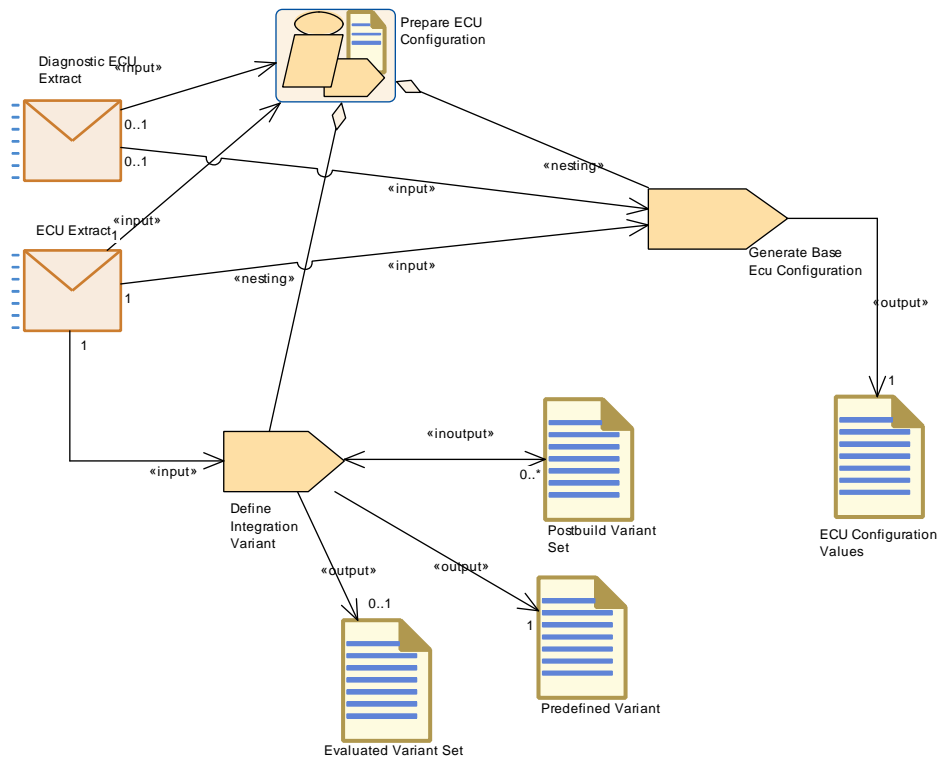 Prepare ECU
Configuration
Diagnostic ECU
Extract
«input»
0..1
0..1
«nesting»
«input»
ECU Extract
«input»
1
«input»
Generate Base
Ecu Configuration
«nesting»
1
«output»
1
1
«inoutput»
«input»
0..*
Define
Integration
Variant
Postbuild Variant
Set
ECU Configuration
Values
«output»
«output»
0..1
1
Predefined Variant
Evaluated Variant Set